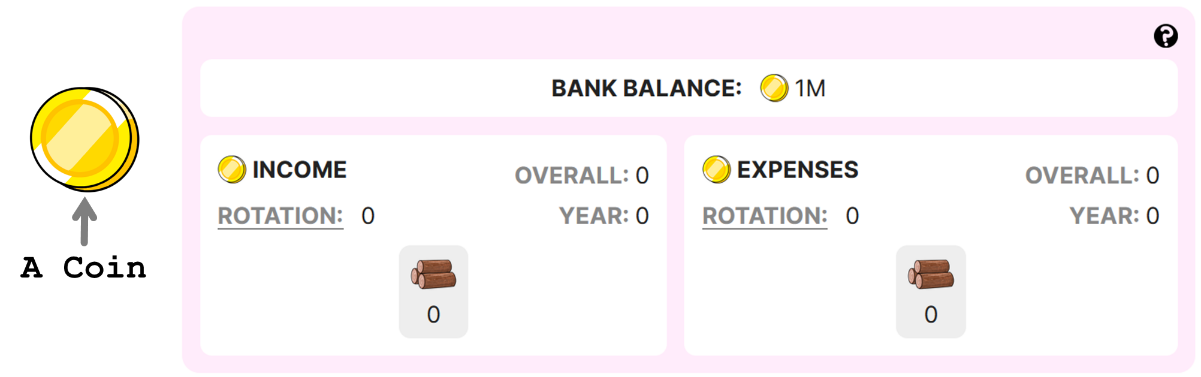 ?
BANK BALANCE: 1M
INCOME
OVERALL: 0
ROTATION: 0
YEAR: 0
0
EXPENSES
OVERALL: 0
ROTATION: 0
YEAR: 0
0
A Coin